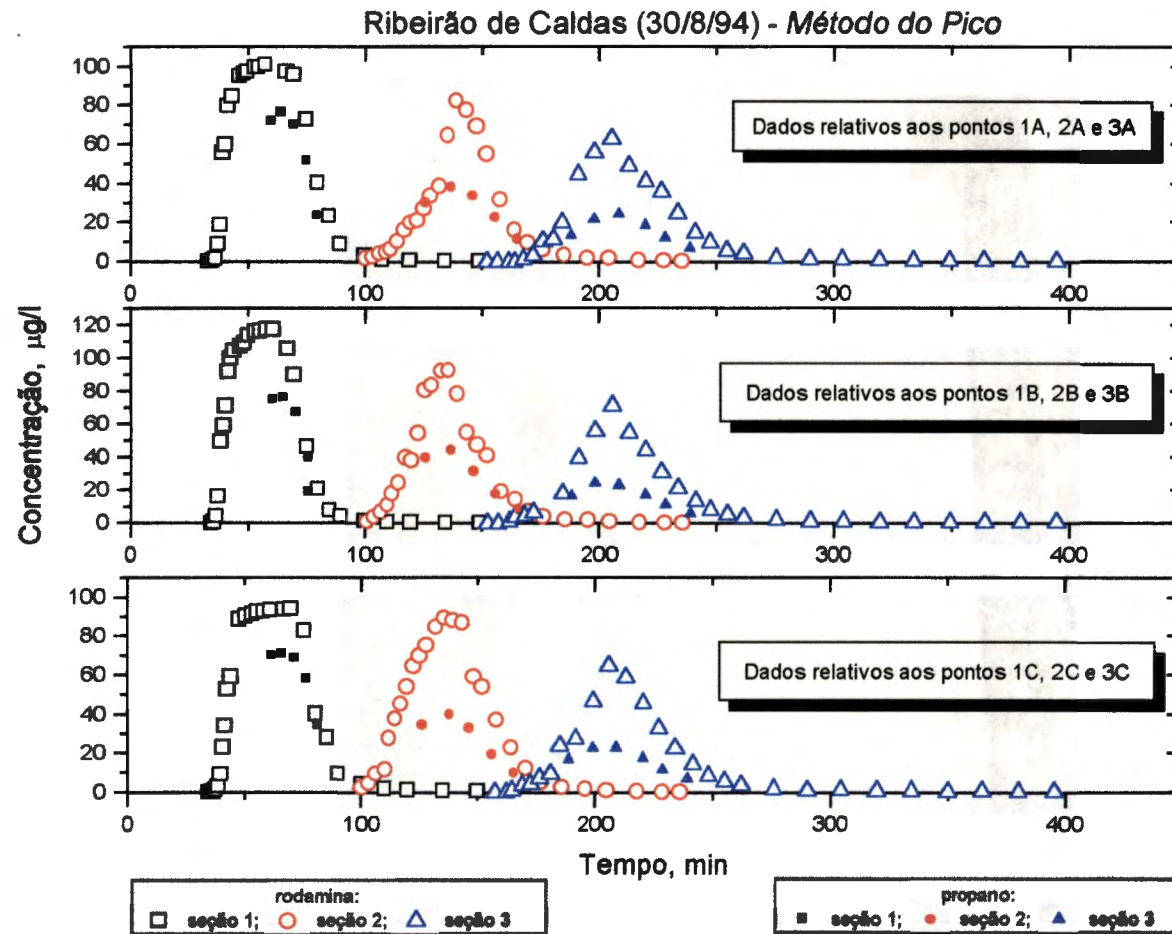 Ribeirão de Caldas (30/8/94) - Método do Pico
100
80
60
40
20
0
Dados relativos aos pontos 1A, 2A e 3A
0 100 200 300 400
120
100
80
60
40
20
0
Dados relativos aos pontos 1B, 2B e 3B
0 100 200 300 400
100
80
60
40
20
0
Dados relativos aos pontos 1C, 2C e 3C
0 100 200 300 400
Concentração, µg/l
Tempo, min
rodamina:
seção 1; seção 2; seção 3
propano:
seção 1; seção 2; seção 3